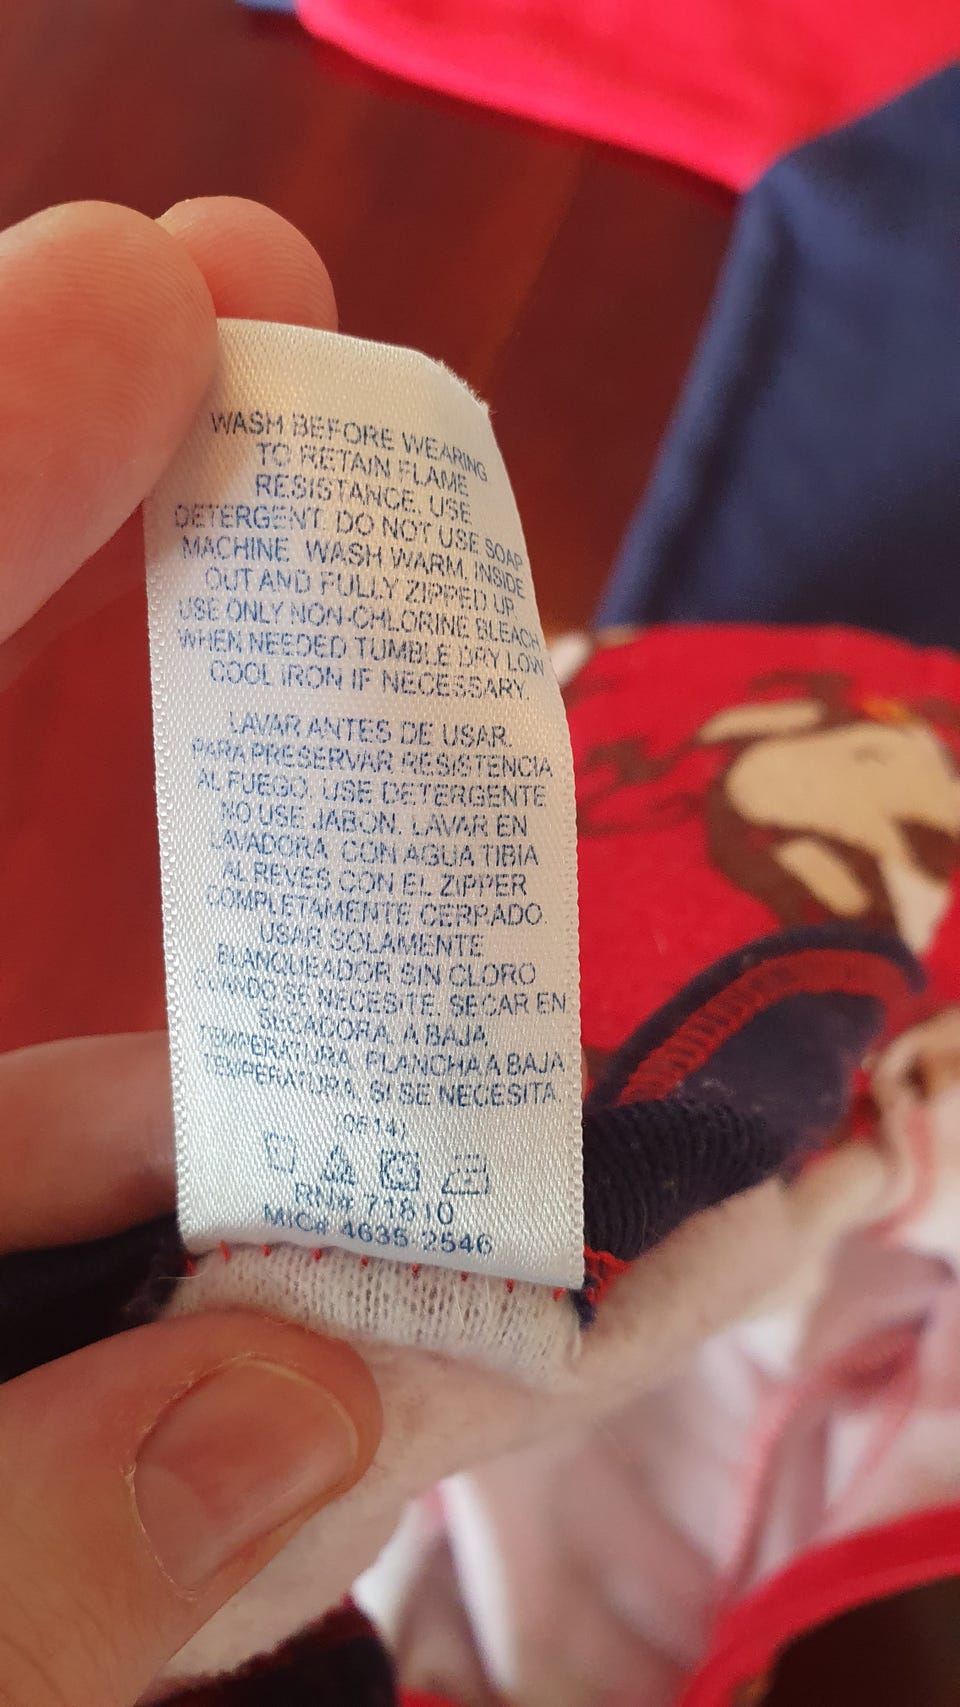 WASH BEFORE WEARING
TO RETAIN FLAME
RESISTANCE. USE
DETERGENT. DO NOT USE SOAP
MACHINE WASH WARM, INSIDE
OUT AND FULLY ZIPPED UP
USE ONLY NON-CHLORINE BLEACH
WHEN NEEDED TUMBLE DRY LOW
COOL IRON IF NECESSARY.
LAVAR ANTES DE USAR.
PARA PRESERVAR RESISTENCIA
AL FUEGO. USE DETERGENTE
NO USE JABON. LAVAR EN
LAVADORA CON AGUA TIBIA
AL REVES CON EL ZIPPER
COMPLETAMENTE CERRADO.
USAR SOLAMENTE
BLANQUEADOR SIN CLORO
CUANDO SE NECESITE. SECAR EN
SECADORA, A BAJA
TEMPERATURA, PLANCHA A BAJA
TEMPERATURA, SI SE NECESITA.
(0614)
RN# 71810
MIC# 4635-2546